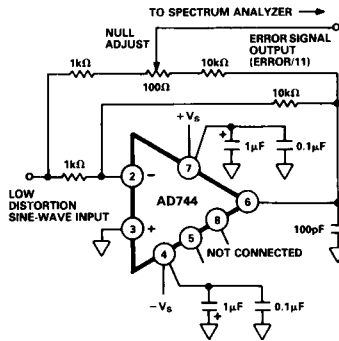 TO SPECTRUM ANALYZER
NULL
ADJUST
ERROR SIGNAL
OUTPUT
(ERROR/11)
1kΩ
100Ω
10kΩ
10kΩ
+VS
1kΩ
+
1µF
0.1µF
7
2
−
LOW
DISTORTION
SINE-WAVE INPUT
AD744
6
3
+
8
5
NOT CONNECTED
100pF
4
−VS
1µF
+
0.1µF